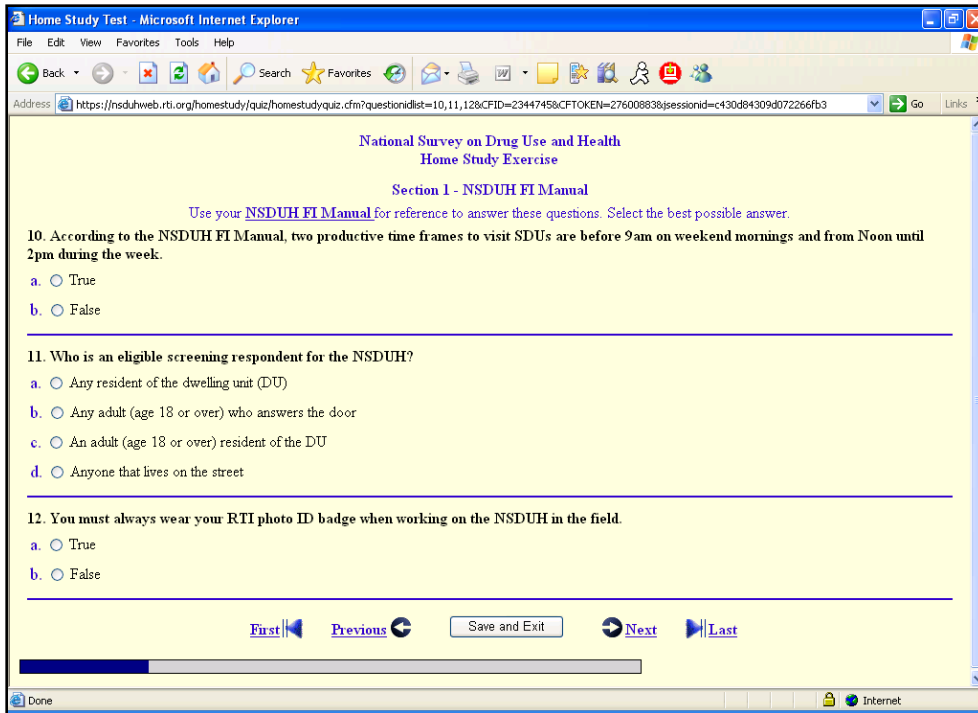 Home Study Test - Microsoft Internet Explorer
File Edit View Favorites Tools Help
Back Search Favorites
Address https://nsduhweb.rti.org/homestudy/quiz/homestudyquiz.cfm?questionidlist=10,11,12&CFID=2344745&CFTOKEN=27600883&jsessionid=c430d84309d072266fb3 Go Links
National Survey on Drug Use and Health
Home Study Exercise
Section 1 - NSDUH FI Manual
Use your NSDUH FI Manual for reference to answer these questions. Select the best possible answer.
10. According to the NSDUH FI Manual, two productive time frames to visit SDUs are before 9am on weekend mornings and from Noon until
2pm during the week.
a. True
b. False
11. Who is an eligible screening respondent for the NSDUH?
a. Any resident of the dwelling unit (DU)
b. Any adult (age 18 or over) who answers the door
c. An adult (age 18 or over) resident of the DU
d. Anyone that lives on the street
12. You must always wear your RTI photo ID badge when working on the NSDUH in the field.
a. True
b. False
First Previous Save and Exit Next Last
Done Internet